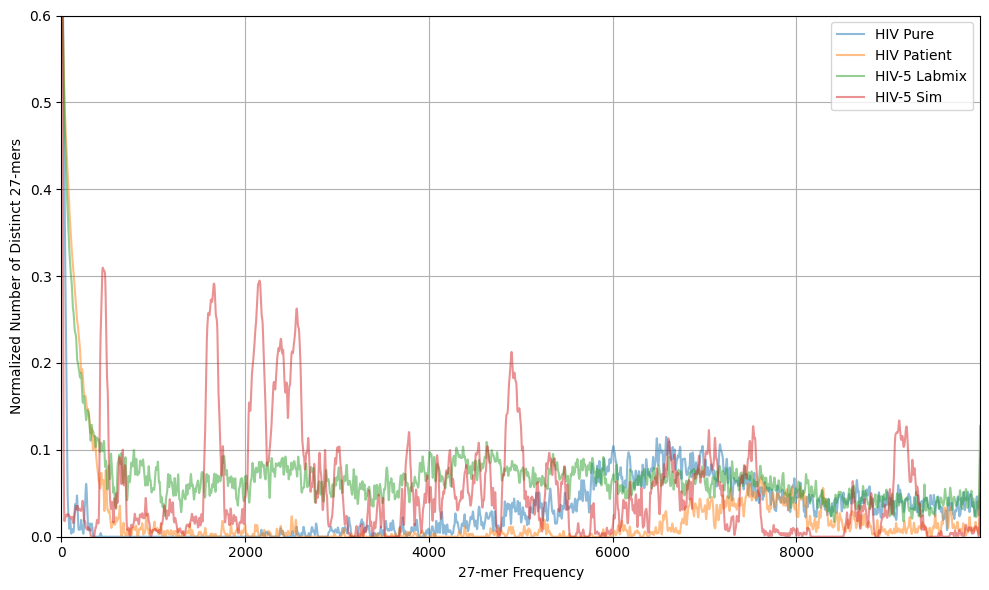 0.6
0.5
0.4
0.3
0.2
0.1
0.0
0
2000
4000
6000
8000
27-mer Frequency
Normalized Number of Distinct 27-mers
HIV Pure
HIV Patient
HIV-5 Labmix
HIV-5 Sim